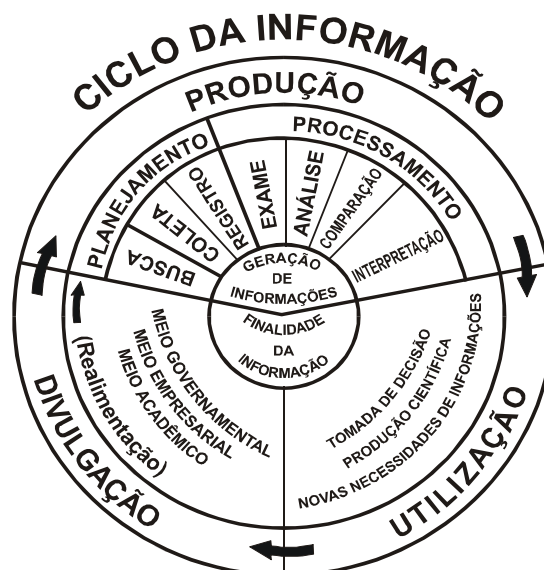 CICLO DA INFORMAÇÃO
PRODUÇÃO
PLANEJAMENTO
PROCESSAMENTO
BUSCA
COLETA
REGISTRO
EXAME
ANÁLISE
COMPARAÇÃO
INTERPRETAÇÃO
GERAÇÃO
DE
INFORMAÇÕES
FINALIDADE
DA
INFORMAÇÃO
TOMADA DE DECISÃO
PRODUÇÃO CIENTÍFICA
NOVAS NECESSIDADES DE INFORMAÇÕES
UTILIZAÇÃO
MEIO GOVERNAMENTAL
MEIO EMPRESARIAL
MEIO ACADÊMICO
(Realimentação)
DIVULGAÇÃO